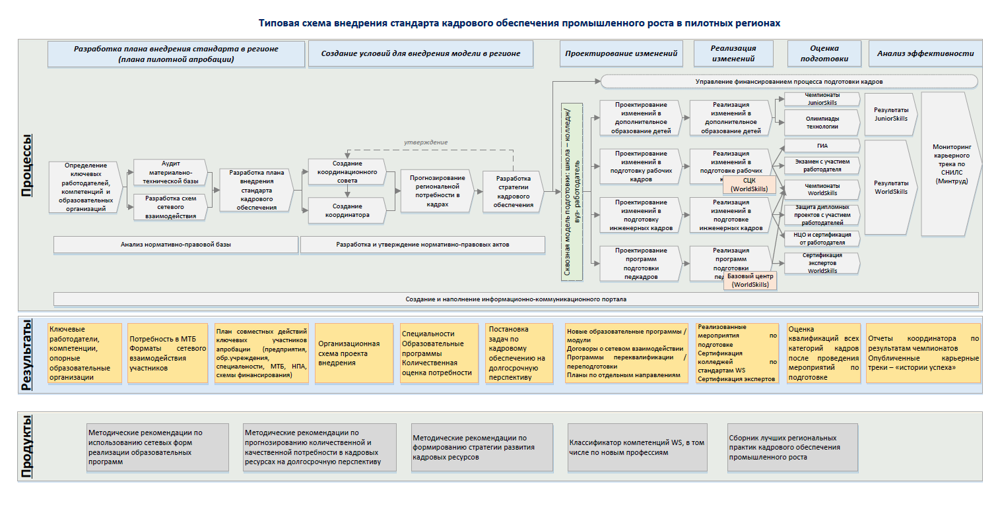 Типовая схема внедрения стандарта кадрового обеспечения промышленного роста в пилотных регионах
Разработка плана внедрения стандарта в регионе
(плана пилотной апробации)
Создание условий для внедрения модели в регионе
Проектирование изменений
Реализация
изменений
Оценка
подготовки
Анализ эффективности
Процессы
Управление финансированием процесса подготовки кадров
Определение
ключевых
работодателей,
компетенций и
образовательных
организаций
Аудит
материально-
технической базы
Разработка схем
сетевого
взаимодействия
Разработка плана
внедрения
стандарта
кадрового
обеспечения
утверждение
Создание
координационного
совета
Создание
координатора
Прогнозирование
региональной
потребности в
кадрах
Разработка
стратегии
кадрового
обеспечения
Сквозная модель подготовки: школа – колледж/
вуз- работодатель
Проектирование
изменений в
дополнительное
образование детей
Проектирование
изменений в
подготовку рабочих
кадров
Проектирование
изменений в
подготовку
инженерных кадров
Проектирование
программ
подготовки
педкадров
Реализация
изменений в
дополнительное
образование детей
Реализация
изменений в
подготовке рабочих
СЦК
(WorldSkills)
Реализация
изменений в
подготовке
инженерных кадров
Реализация
программ
подготовки
Базовый центр
(WorldSkills)
Чемпионаты
JuniorSkills
Олимпиады
технологии
ГИА
Экзамен с участием
работодателя
Чемпионаты
WorldSkills
Защита дипломных
проектов с участием
работодателей
НЦО и сертификация
от работодателя
Сертификация
экспертов
WorldSkills
Результаты
JuniorSkills
Результаты
WorldSkills
Мониторинг
карьерного
трека по
СНИЛС
(Минтруд)
Анализ нормативно-правовой базы
Разработка и утверждение нормативно-правовых актов
Создание и наполнение информационно-коммуникационного портала
Результаты
Ключевые
работодатели,
компетенции,
опорные
образовательные
организации
Потребность в МТБ
Форматы сетевого
взаимодействия
участников
План совместных действий
ключевых участников
апробации (предприятия,
обр.учреждения,
специальности, МТБ, НПА,
схемы финансирования)
Организационная
схема проекта
внедрения
Специальности
Образовательные
программы
Количественная
оценка потребности
Постановка
задач по
кадровому
обеспечению на
долгосрочную
перспективу
Новые образовательные программы /
модули
Договоры о сетевом взаимодействии
Программы переквалификации /
переподготовки
Планы по отдельным направлениям
Реализованные
мероприятия по
подготовке
Сертификация
колледжей по
стандартам WS
Сертификация экспертов
Оценка
квалификаций всех
категорий кадров
после проведения
мероприятий по
подготовке
Отчеты координатора по
результатам чемпионатов
Опубличенные карьерные
треки – «истории успеха»
Продукты
Методические рекомендации по
использованию сетевых форм
реализации образовательных
программ
Методические рекомендации по
прогнозированию количественной и
качественной потребности в кадровых
ресурсах на долгосрочную перспективу
Методические рекомендации по
формированию стратегии развития
кадровых ресурсов
Классификатор компетенций WS, в том
числе по новым профессиям
Сборник лучших региональных
практик кадрового обеспечения
промышленного роста